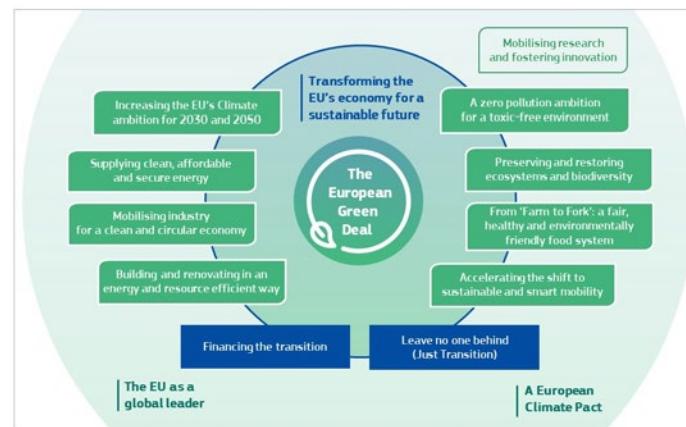 Mobilising research
and fostering innovation
Transforming the
EU's economy for a
sustainable future
Increasing the EU's Climate
ambition for 2030 and 2050
A zero pollution ambition
for a toxic-free environment
Supplying clean, affordable
and secure energy
The
European
Green
Deal
Preserving and restoring
ecosystems and biodiversity
Mobilising industry
for a clean and circular economy
From 'Farm to Fork': a fair,
healthy and environmentally
friendly food system
Building and renovating in an
energy and resource efficient way
Accelerating the shift to
sustainable and smart mobility
Financing the transition
Leave no one behind
(Just Transition)
The EU as a
global leader
A European
Climate Pact